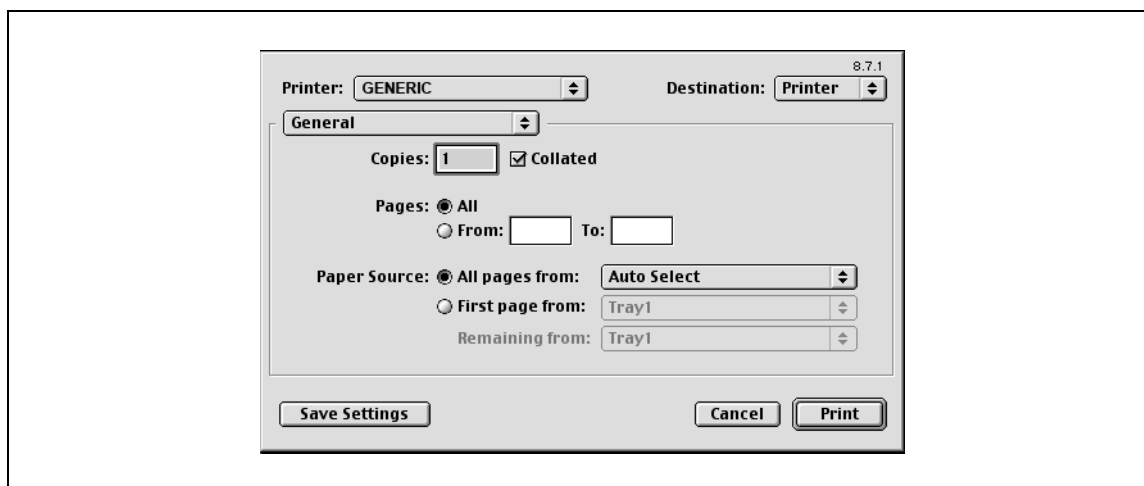 8.7.1
Printer: GENERIC Destination: Printer
General
Copies: 1 Collated
Pages: All
From: To:
Paper Source: All pages from: Auto Select
First page from: Tray1
Remaining from: Tray1
Save Settings Cancel Print